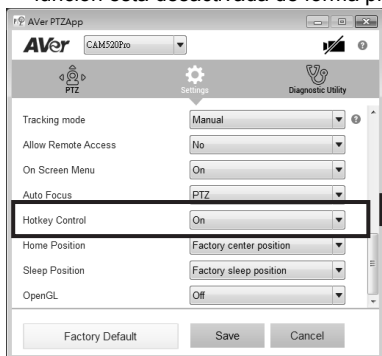 función está desactivada de forma p
AVer PTZApp
AVer CAM520Pro
PTZ Settings Diagnostic Utility
Tracking mode Manual
Allow Remote Access No
On Screen Menu On
Auto Focus PTZ
Hotkey Control On
Home Position Factory center position
Sleep Position Factory sleep position
OpenGL Off
Factory Default Save Cancel